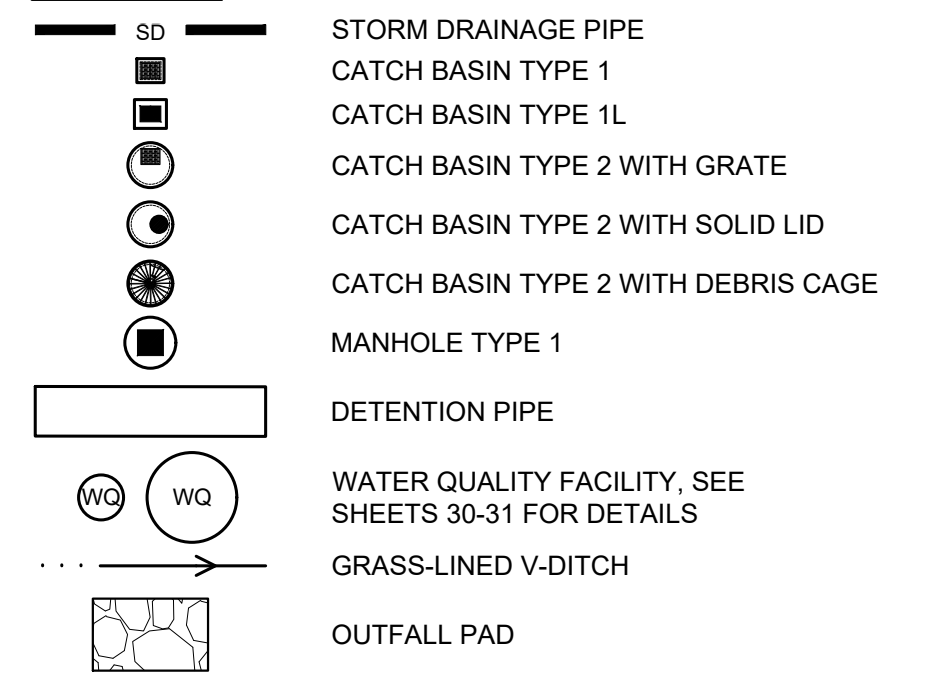 SD STORM DRAINAGE PIPE
CATCH BASIN TYPE 1
CATCH BASIN TYPE 1L
CATCH BASIN TYPE 2 WITH GRATE
CATCH BASIN TYPE 2 WITH SOLID LID
CATCH BASIN TYPE 2 WITH DEBRIS CAGE
MANHOLE TYPE 1
DETENTION PIPE
WQ WQ WATER QUALITY FACILITY, SEE
SHEETS 30-31 FOR DETAILS
GRASS-LINED V-DITCH
OUTFALL PAD